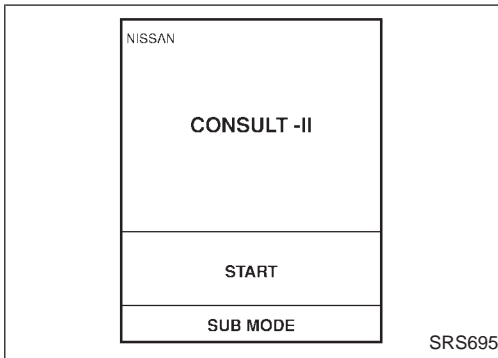 NISSAN
CONSULT -II
START
SUB MODE
SRS695